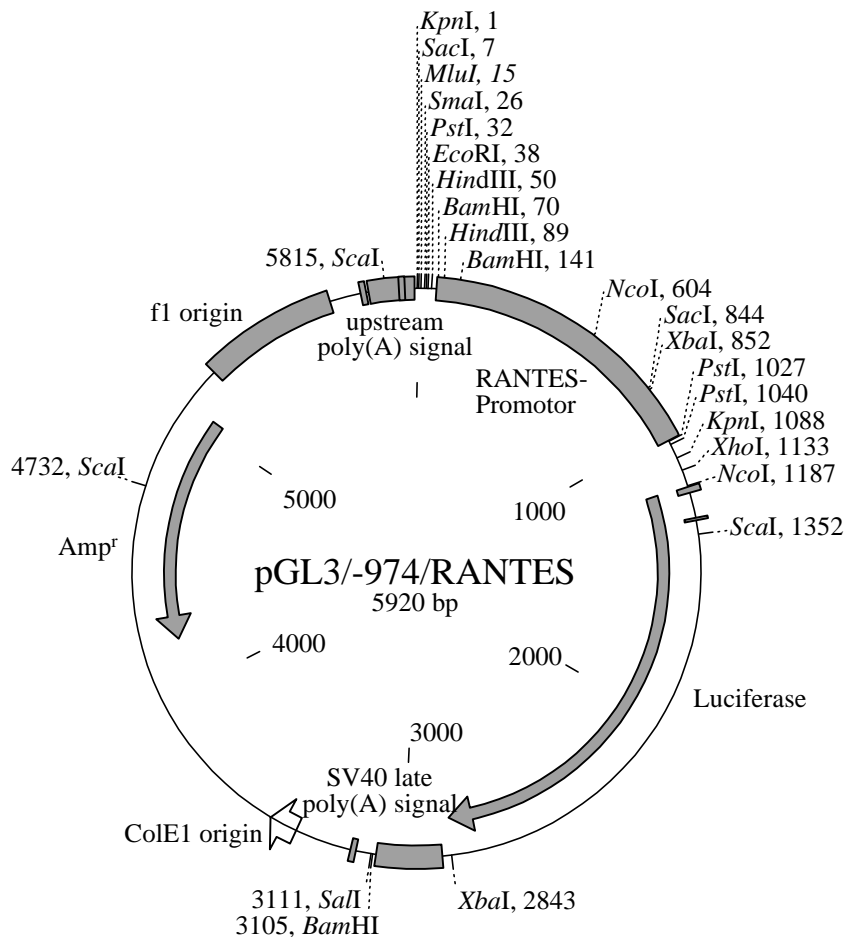 KpnI, 1
SacI, 7
MluI, 15
SmaI, 26
PstI, 32
EcoRI, 38
HindIII, 50
BamHI, 70
HindIII, 89
BamHI, 141
5815, ScaI
NcoI, 604
SacI, 844
XbaI, 852
PstI, 1027
PstI, 1040
KpnI, 1088
XhoI, 1133
NcoI, 1187
ScaI, 1352
f1 origin
upstream
poly(A) signal
RANTES-
Promotor
4732, ScaI
5000
1000
Ampr
pGL3/-974/RANTES
5920 bp
4000
2000
Luciferase
3000
SV40 late
poly(A) signal
ColE1 origin
3111, SalI
3105, BamHI
XbaI, 2843